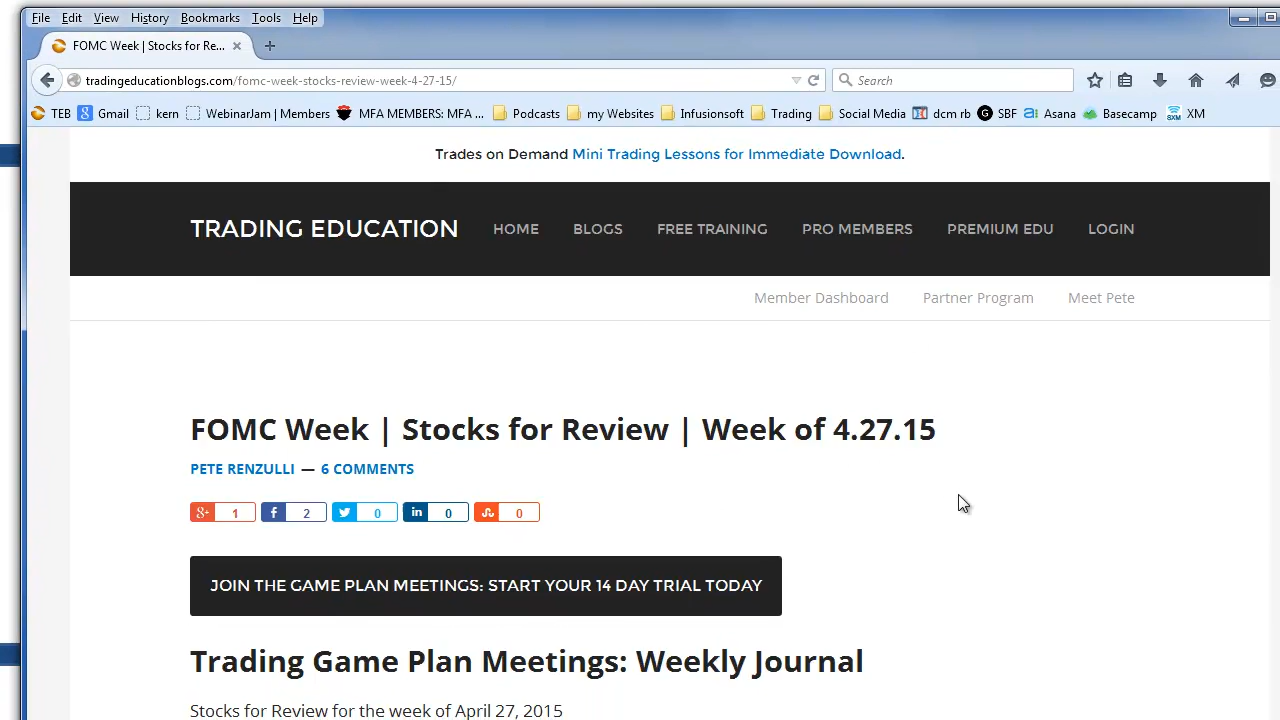 File Edit View History Bookmarks Tools Help
FOMC Week | Stocks for Re...
tradingeducationblogs.com/fomc-week-stocks-review-week-4-27-15/ Search
TEB Gmail kern WebinarJam | Members MFA MEMBERS: MFA ... Podcasts my Websites Infusionsoft Trading Social Media dcm rb SBF Asana Basecamp XM
Trades on Demand Mini Trading Lessons for Immediate Download.
TRADING EDUCATION HOME BLOGS FREE TRAINING PRO MEMBERS PREMIUM EDU LOGIN
Member Dashboard Partner Program Meet Pete
FOMC Week | Stocks for Review | Week of 4.27.15
PETE RENZULLI — 6 COMMENTS
1 2 0 0 0
JOIN THE GAME PLAN MEETINGS: START YOUR 14 DAY TRIAL TODAY
Trading Game Plan Meetings: Weekly Journal
Stocks for Review for the week of April 27, 2015